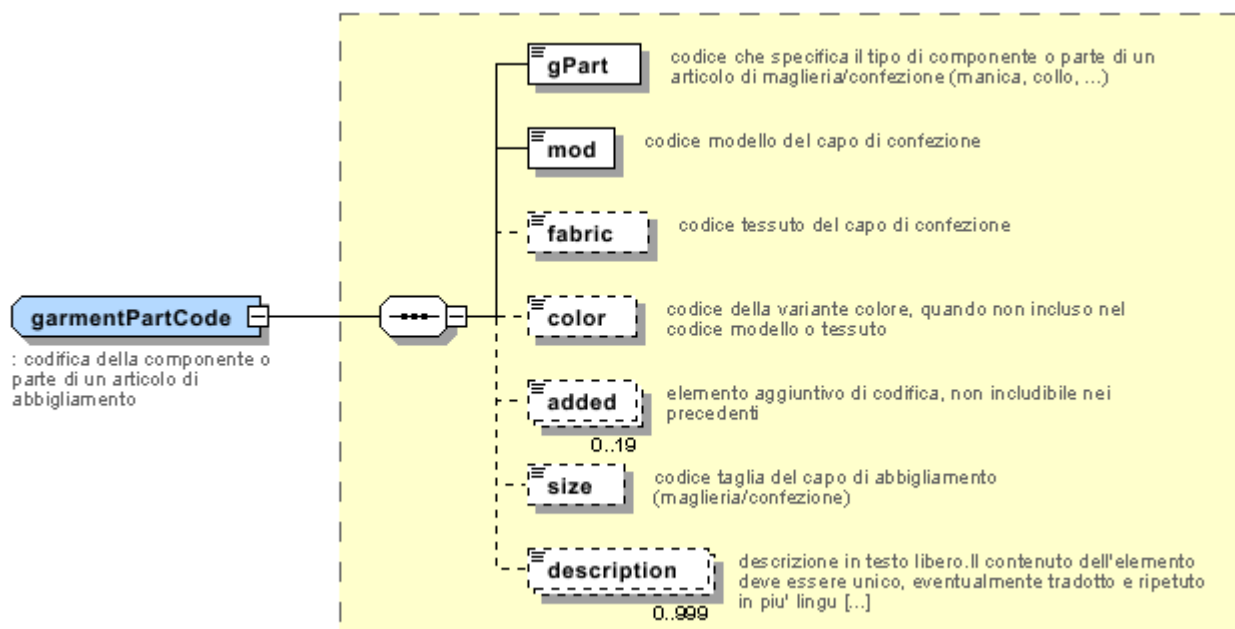 gPart
codice che specifica il tipo di componente o parte di un
articolo di maglieria/confezione (manica, collo, ...)
mod
codice modello del capo di confezione
fabric
codice tessuto del capo di confezione
garmentPartCode
: codifica della componente o
parte di un articolo di
abbigliamento
color
codice della variante colore, quando non incluso nel
codice modello o tessuto
added
elemento aggiuntivo di codifica, non includibile nei
precedenti
0..19
size
codice taglia del capo di abbigliamento
(maglieria/confezione)
description
descrizione in testo libero.Il contenuto dell'elemento
deve essere unico, eventualmente tradotto e ripetuto
in piu' lingu [...]
0..999